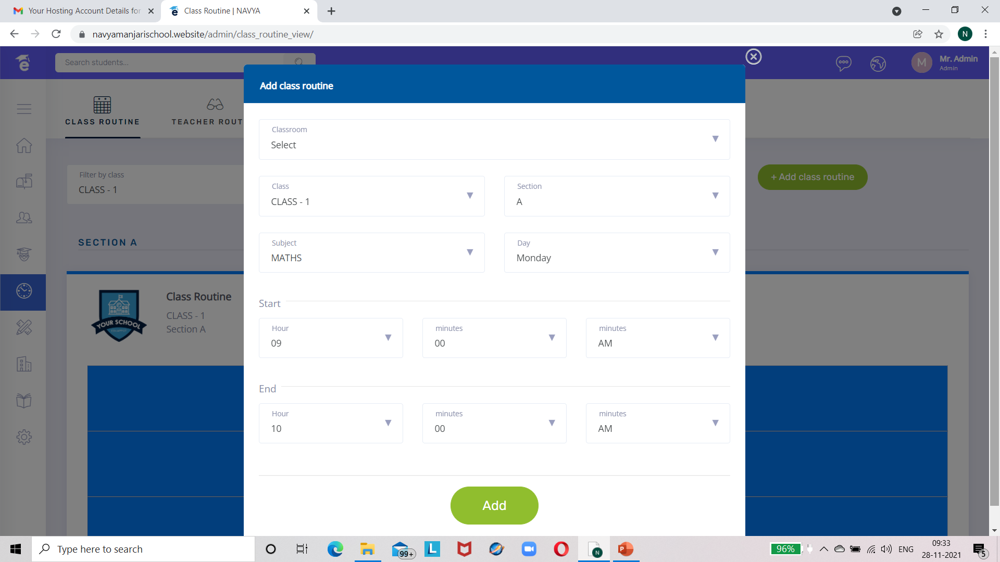 Your Hosting Account Details for
Class Routine | NAVYA
navyamanjarischool.website/admin/class_routine_view/
N
e
Search students...
Mr. Admin
Admin
M
Add class routine
CLASS ROUTINE
TEACHER ROUT
Classroom
Select
Filter by class
CLASS - 1
+ Add class routine
Class
CLASS - 1
Section
A
SECTION A
Subject
MATHS
Day
Monday
Class Routine
CLASS - 1
Section A
YOUR SCHOOL
Start
Hour
09
minutes
00
minutes
AM
End
Hour
10
minutes
00
minutes
AM
Add
Type here to search
99+
L
N
P
96%
ENG
09:33
28-11-2021
5